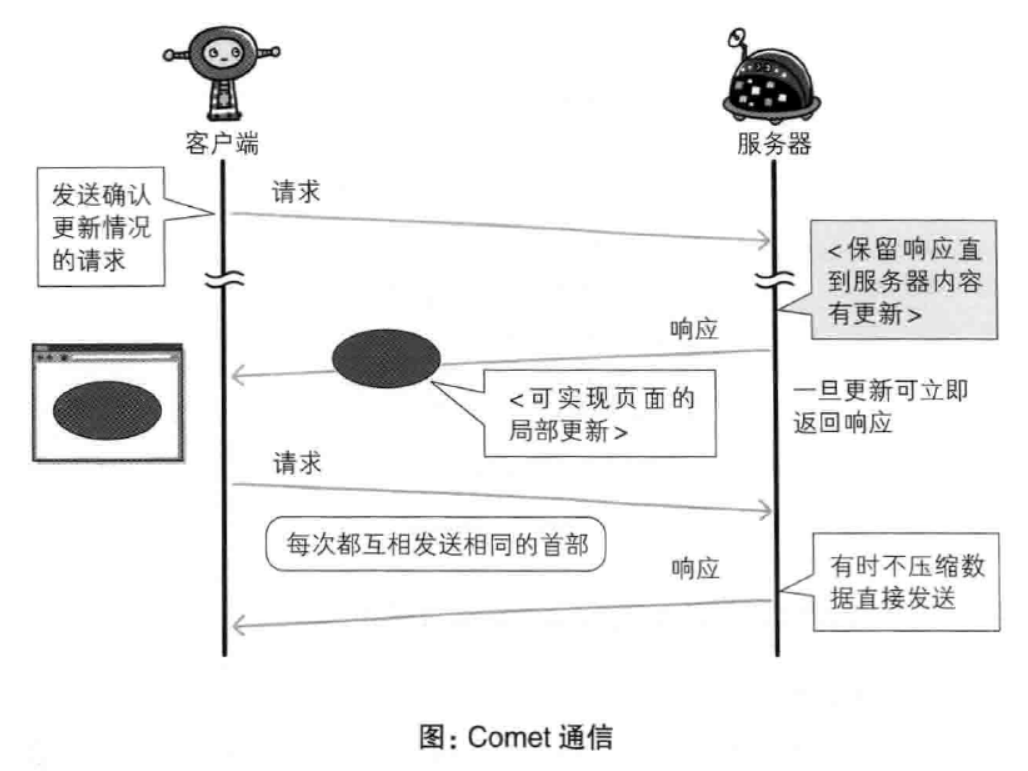 客户端
服务器
发送确认
更新情况
的请求
请求
<保留响应直
到服务器内容
有更新>
响应
<可实现页面的
局部更新>
一旦更新可立即
返回响应
请求
每次都互相发送相同的首部
响应
有时不压缩数
据直接发送
图：Comet 通信